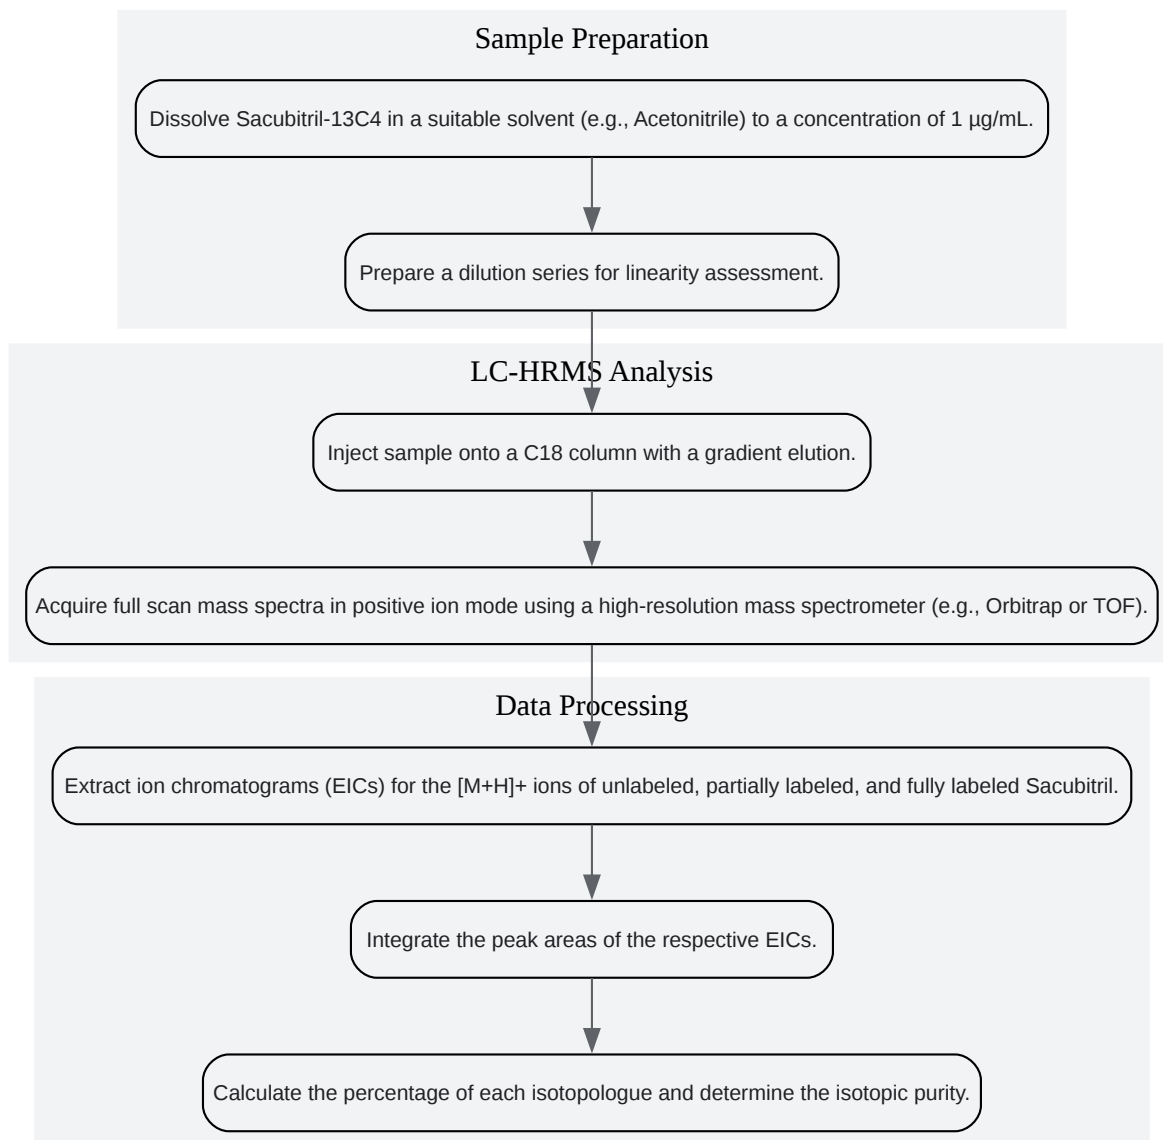 Sample Preparation
Dissolve Sacubitril-13C4 in a suitable solvent (e.g., Acetonitrile) to a concentration of 1 µg/mL.
Prepare a dilution series for linearity assessment.
LC-HRMS Analysis
Inject sample onto a C18 column with a gradient elution.
Acquire full scan mass spectra in positive ion mode using a high-resolution mass spectrometer (e.g., Orbitrap or TOF).
Data Processing
Extract ion chromatograms (EICs) for the [M+H]+ ions of unlabeled, partially labeled, and fully labeled Sacubitril.
Integrate the peak areas of the respective EICs.
Calculate the percentage of each isotopologue and determine the isotopic purity.